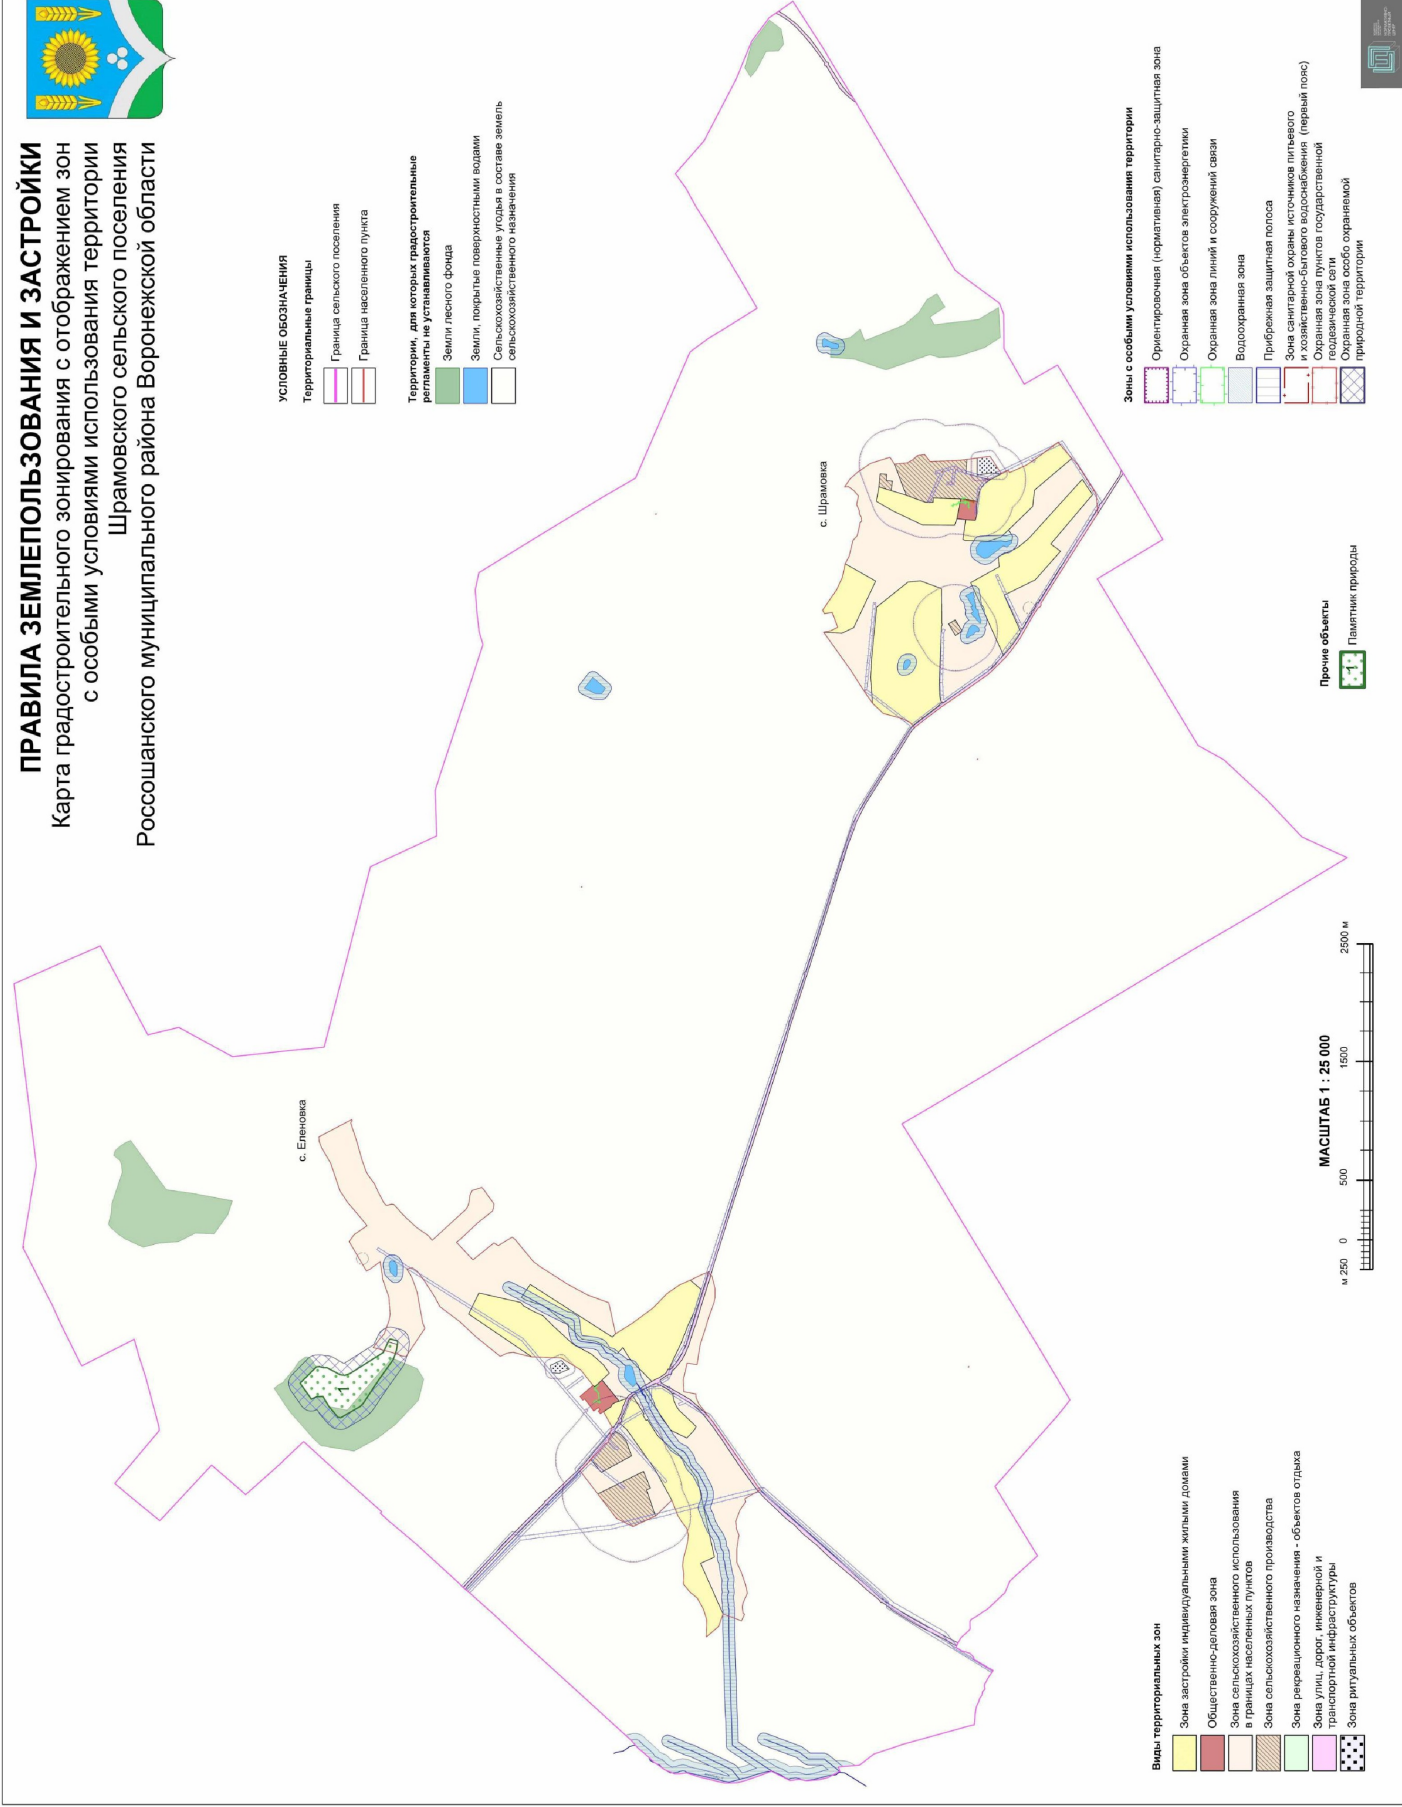 ПРАВИЛА ЗЕМЛЕПОЛЬЗОВАНИЯ И ЗАСТРОЙКИ
Карта градостроительного зонирования с отображением зон
с особыми условиями использования территории
Шрамовского сельского поселения
Россошанского муниципального района Воронежской области
УСЛОВНЫЕ ОБОЗНАЧЕНИЯ
Территориальные границы
Граница сельского поселения
Граница населенного пункта
Территории, для которых градостроительные
регламенты не устанавливаются
Земли лесного фонда
Земли, покрытые поверхностными водами
Сельскохозяйственные угодья в составе земель
сельскохозяйственного назначения
с. Еленовка
1
с. Шрамовка
Виды территориальных зон
Зона застройки индивидуальными жилыми домами
Общественно-деловая зона
Зона сельскохозяйственного использования
в границах населенных пунктов
Зона сельскохозяйственного производства
Зона рекреационного назначения - объектов отдыха
Зона улиц, дорог, инженерной и
транспортной инфраструктуры
Зона ритуальных объектов
МАСШТАБ 1 : 25 000
м 250 0 500 1500 2500 м
Прочие объекты
1
Памятник природы
Зоны с особыми условиями использования территории
Ориентировочная (нормативная) санитарно-защитная зона
Охранная зона объектов электроэнергетики
Охранная зона линий и сооружений связи
Водоохранная зона
Прибрежная защитная полоса
Зона санитарной охраны источников питьевого
и хозяйственно-бытового водоснабжения (первый пояс)
Охранная зона пунктов государственной
геодезической сети
Охранная зона особо охраняемой
природной территории